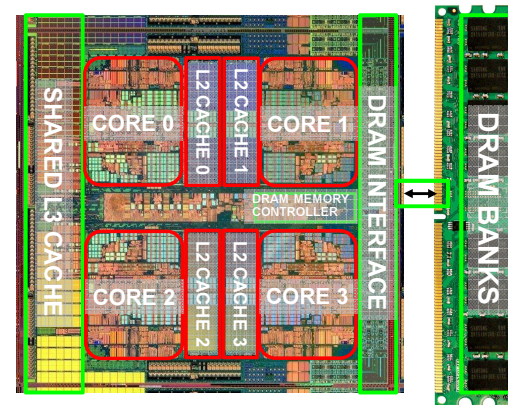 SHARED L3 CACHE
CORE 0
L2 CACHE 0
L2 CACHE 1
CORE 1
DRAM INTERFACE
DRAM BANKS
DRAM MEMORY
CONTROLLER
CORE 2
L2 CACHE 2
L2 CACHE 3
CORE 3
SAMSUNG